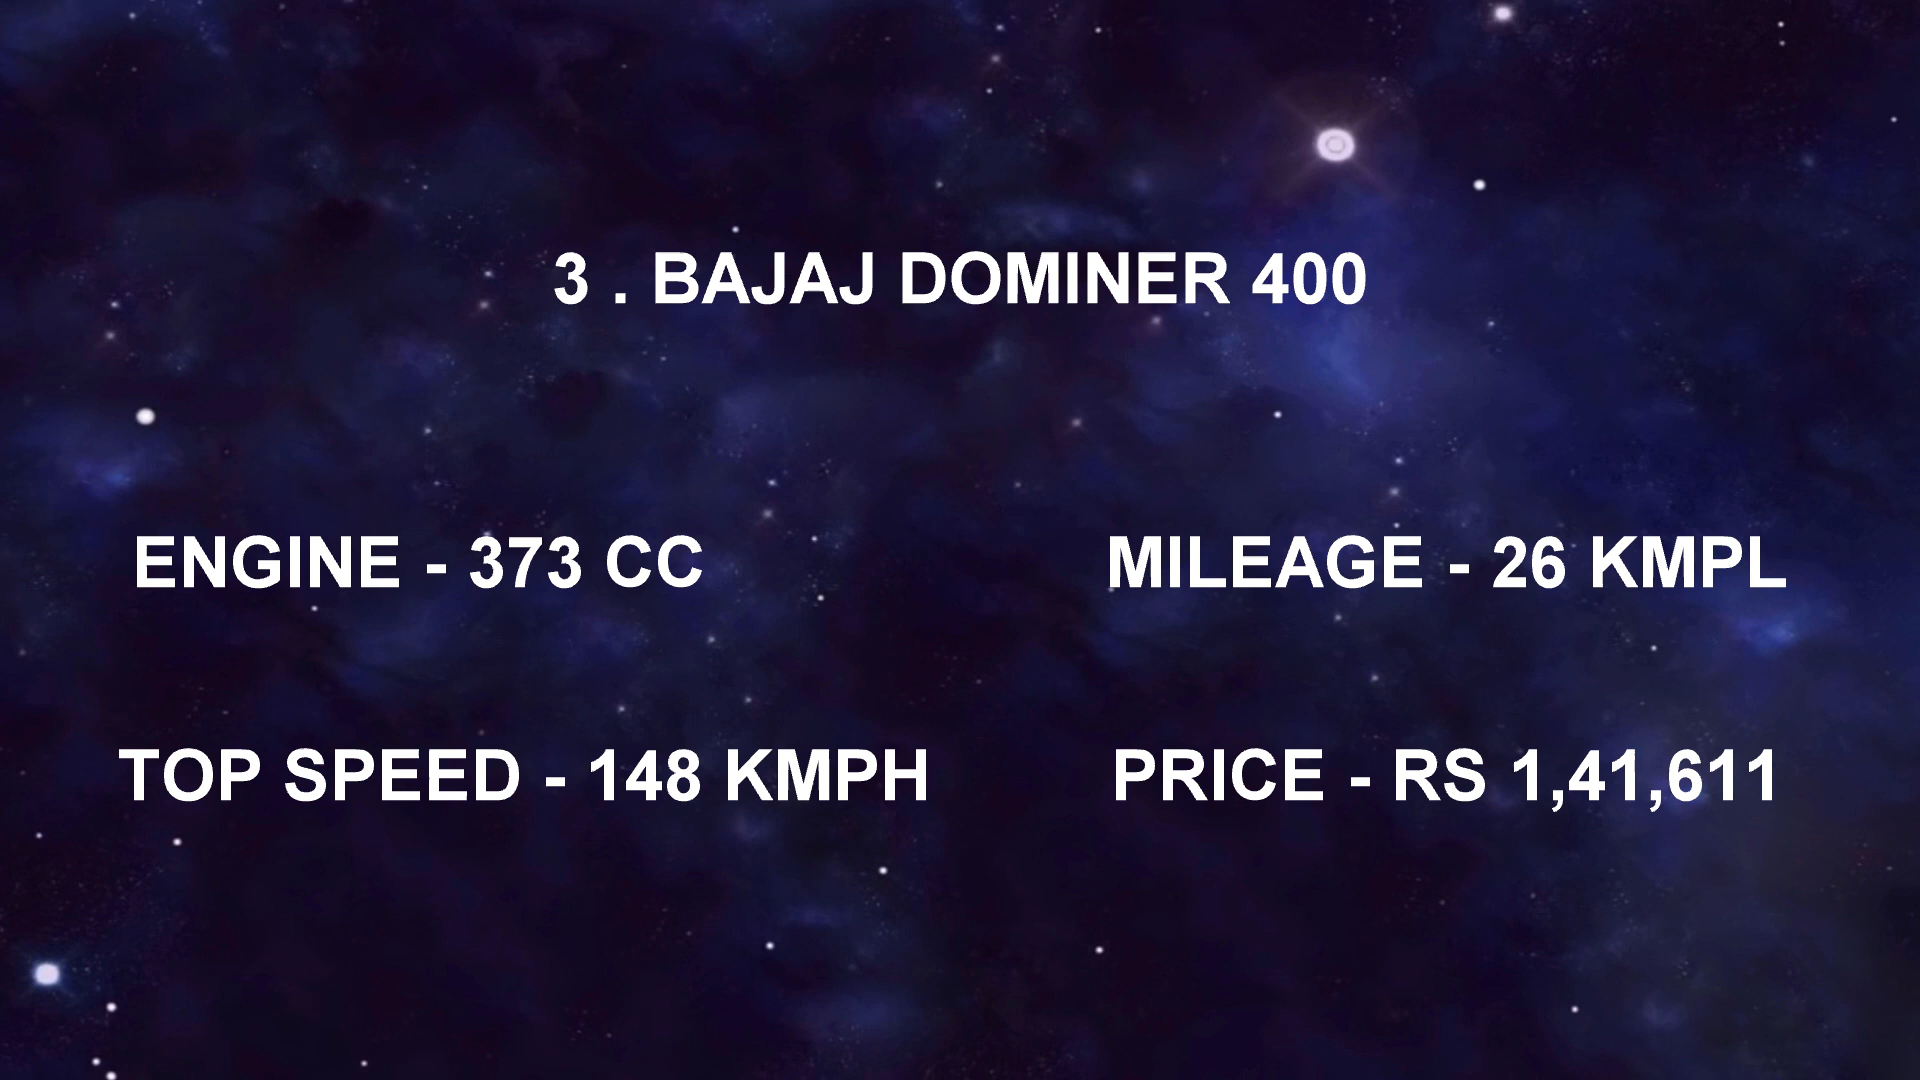 3 . BAJAJ DOMINER 400
ENGINE - 373 CC
MILEAGE - 26 KMPL
TOP SPEED - 148 KMPH
PRICE - RS 1,41,611